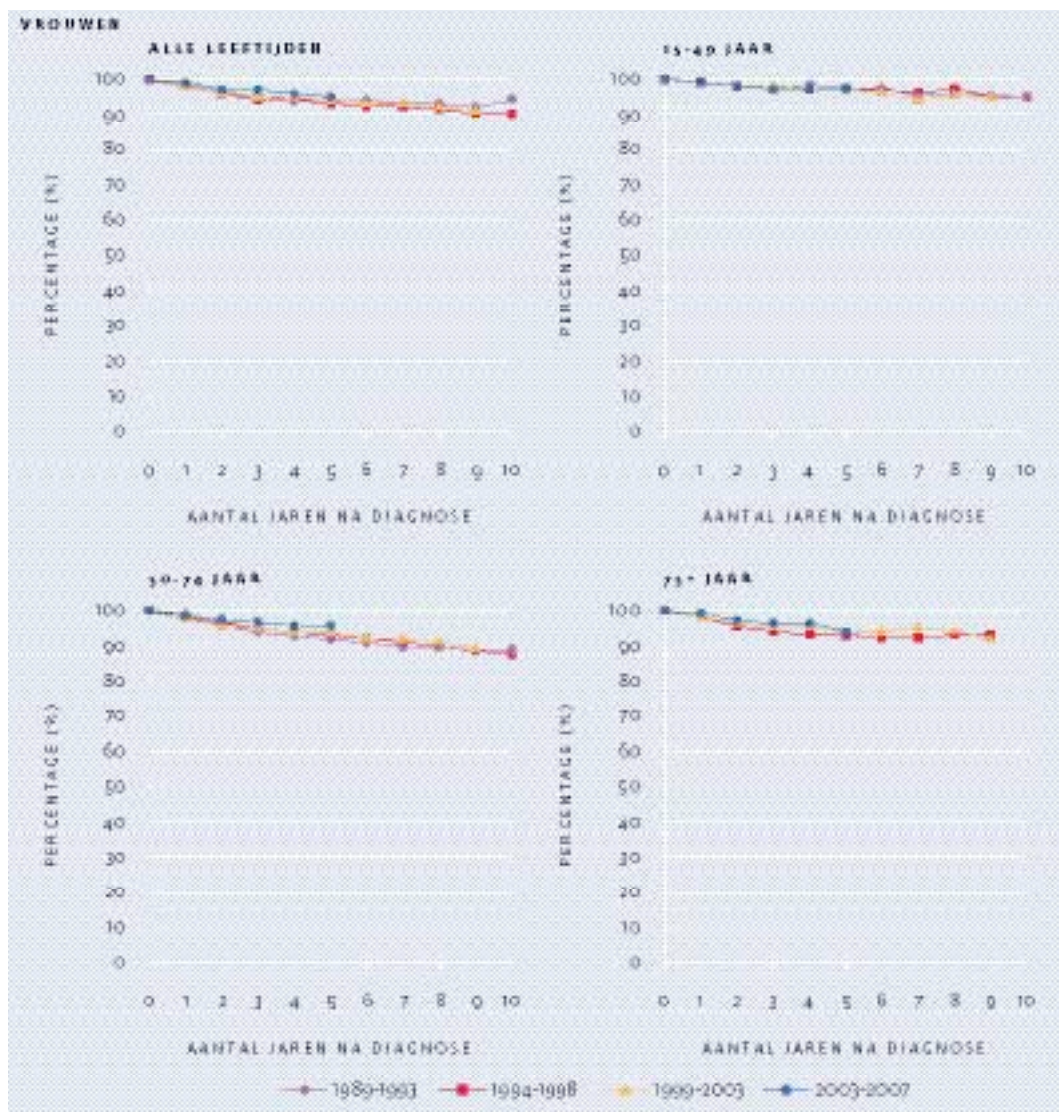 VROUWEN
ALLE LEEFTIJDEN
PERCENTAGE (%)
100
90
80
70
60
50
40
30
20
10
0
0 1 2 3 4 5 6 7 8 9 10
AANTAL JAREN NA DIAGNOSE
15-49 JAAR
PERCENTAGE (%)
100
90
80
70
60
50
40
30
20
10
0
0 1 2 3 4 5 6 7 8 9 10
AANTAL JAREN NA DIAGNOSE
50-74 JAAR
PERCENTAGE (%)
100
90
80
70
60
50
40
30
20
10
0
0 1 2 3 4 5 6 7 8 9 10
AANTAL JAREN NA DIAGNOSE
75+ JAAR
PERCENTAGE (%)
100
90
80
70
60
50
40
30
20
10
0
0 1 2 3 4 5 6 7 8 9 10
AANTAL JAREN NA DIAGNOSE
1989-1993 1994-1998 1999-2003 2003-2007